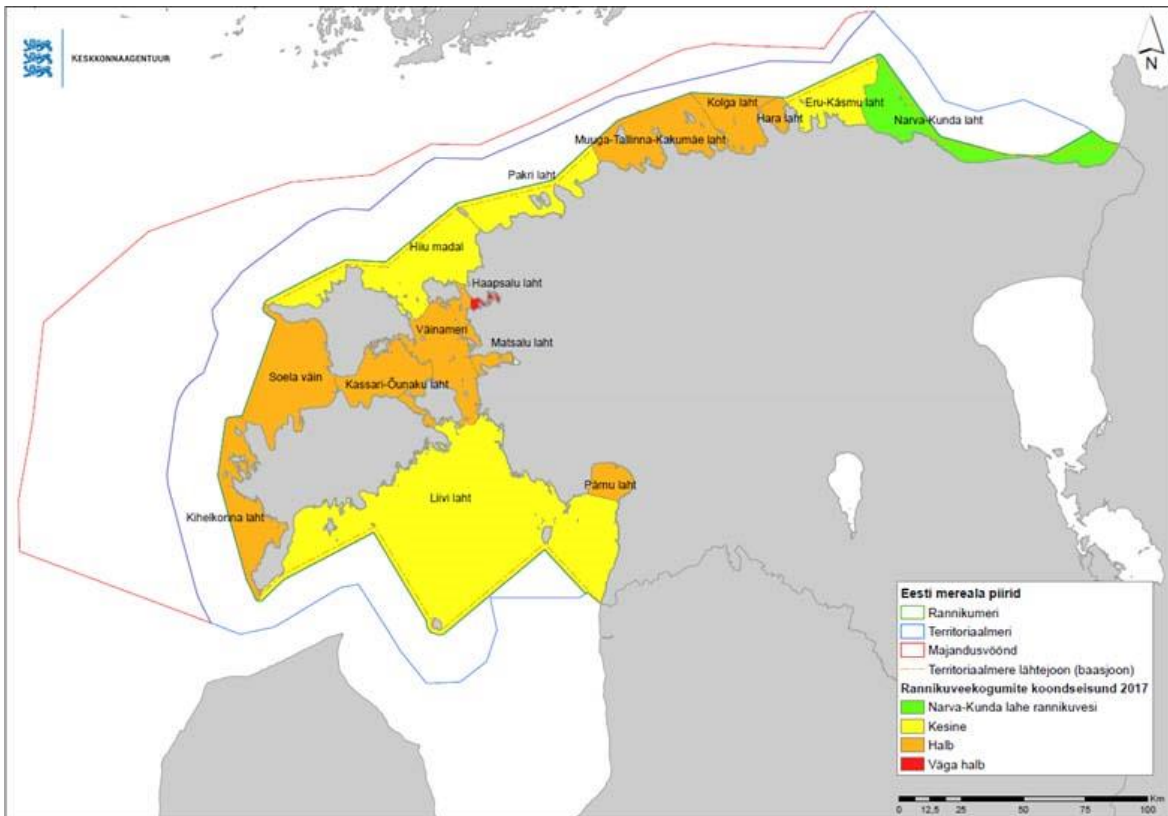 KESKKONNAAGENTUUR
N
Kolga laht
Eru-Käsmu laht
Hara laht
Narva-Kunda laht
Muuga-Tallinna-Kakumäe laht
Pakri laht
Hiiu madal
Haapsalu laht
Väinameri
Matsalu laht
Soela väin
Kassari-Õunaku laht
Liivi laht
Pärnu laht
Kihelkonna laht
Eesti mereala piirid
Rannikumeri
Territoriaalmeri
Majandusvöönd
Territoriaalmere lähtejoon (baasjoon)
Rannikuveekogumite koondseisund 2017
Narva-Kunda lahe rannikuvesi
Kesine
Halb
Väga halb
Km
0 12,5 25 50 75 100